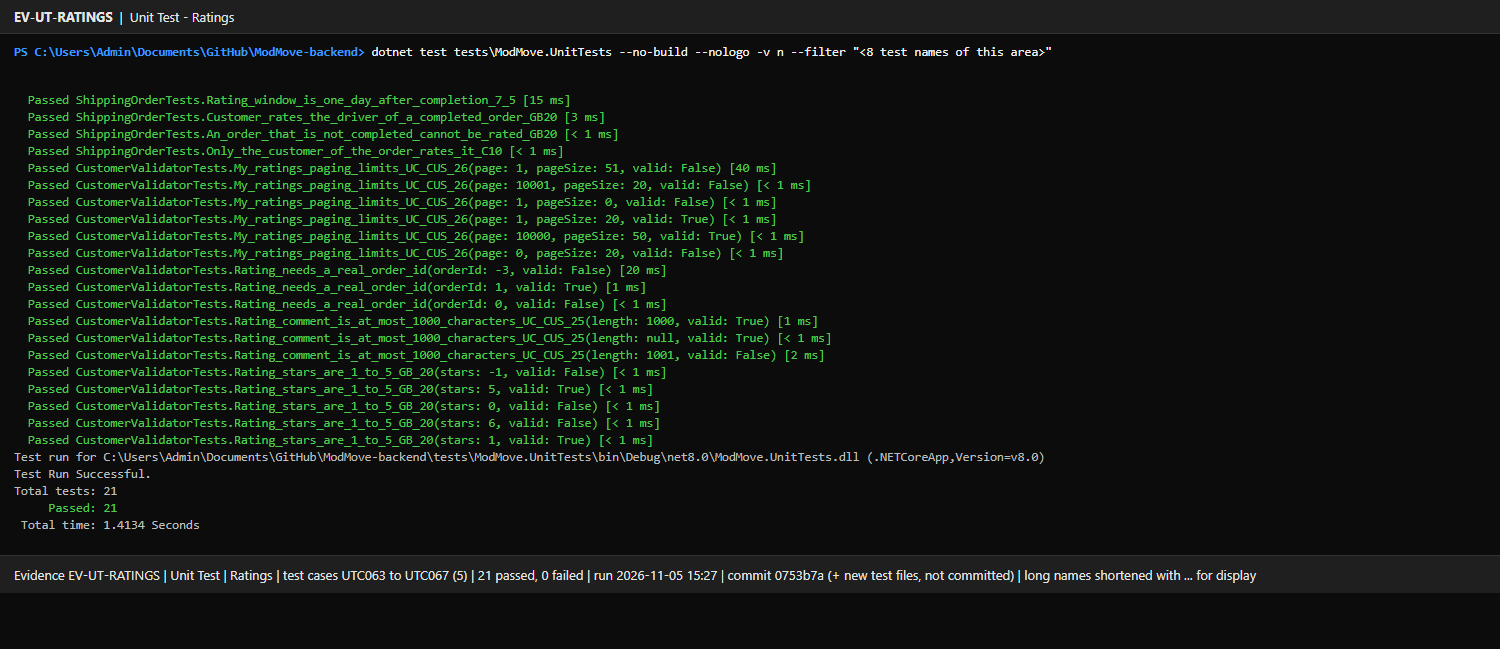 EV-UT-RATINGS | Unit Test - Ratings
PS C:\Users\Admin\Documents\GitHub\ModMove-backend> dotnet test tests\ModMove.UnitTests --no-build --nologo -v n --filter "<8 test names of this area>"
Passed ShippingOrderTests.Rating_window_is_one_day_after_completion_7_5 [15 ms]
Passed ShippingOrderTests.Customer_rates_the_driver_of_a_completed_order_GB20 [3 ms]
Passed ShippingOrderTests.An_order_that_is_not_completed_cannot_be_rated_GB20 [< 1 ms]
Passed ShippingOrderTests.Only_the_customer_of_the_order_rates_it_C10 [< 1 ms]
Passed CustomerValidatorTests.My_ratings_paging_limits_UC_CUS_26(page: 1, pageSize: 51, valid: False) [40 ms]
Passed CustomerValidatorTests.My_ratings_paging_limits_UC_CUS_26(page: 10001, pageSize: 20, valid: False) [< 1 ms]
Passed CustomerValidatorTests.My_ratings_paging_limits_UC_CUS_26(page: 1, pageSize: 0, valid: False) [< 1 ms]
Passed CustomerValidatorTests.My_ratings_paging_limits_UC_CUS_26(page: 1, pageSize: 20, valid: True) [< 1 ms]
Passed CustomerValidatorTests.My_ratings_paging_limits_UC_CUS_26(page: 10000, pageSize: 50, valid: True) [< 1 ms]
Passed CustomerValidatorTests.My_ratings_paging_limits_UC_CUS_26(page: 0, pageSize: 20, valid: False) [< 1 ms]
Passed CustomerValidatorTests.Rating_needs_a_real_order_id(orderId: -3, valid: False) [20 ms]
Passed CustomerValidatorTests.Rating_needs_a_real_order_id(orderId: 1, valid: True) [1 ms]
Passed CustomerValidatorTests.Rating_needs_a_real_order_id(orderId: 0, valid: False) [< 1 ms]
Passed CustomerValidatorTests.Rating_comment_is_at_most_1000_characters_UC_CUS_25(length: 1000, valid: True) [1 ms]
Passed CustomerValidatorTests.Rating_comment_is_at_most_1000_characters_UC_CUS_25(length: null, valid: True) [< 1 ms]
Passed CustomerValidatorTests.Rating_comment_is_at_most_1000_characters_UC_CUS_25(length: 1001, valid: False) [2 ms]
Passed CustomerValidatorTests.Rating_stars_are_1_to_5_GB_20(stars: -1, valid: False) [< 1 ms]
Passed CustomerValidatorTests.Rating_stars_are_1_to_5_GB_20(stars: 5, valid: True) [< 1 ms]
Passed CustomerValidatorTests.Rating_stars_are_1_to_5_GB_20(stars: 0, valid: False) [< 1 ms]
Passed CustomerValidatorTests.Rating_stars_are_1_to_5_GB_20(stars: 6, valid: False) [< 1 ms]
Passed CustomerValidatorTests.Rating_stars_are_1_to_5_GB_20(stars: 1, valid: True) [< 1 ms]
Test run for C:\Users\Admin\Documents\GitHub\ModMove-backend\tests\ModMove.UnitTests\bin\Debug\net8.0\ModMove.UnitTests.dll (.NETCoreApp,Version=v8.0)
Test Run Successful.
Total tests: 21
Passed: 21
Total time: 1.4134 Seconds
Evidence EV-UT-RATINGS | Unit Test | Ratings | test cases UTC063 to UTC067 (5) | 21 passed, 0 failed | run 2026-11-05 15:27 | commit 0753b7a (+ new test files, not committed) | long names shortened with ... for display